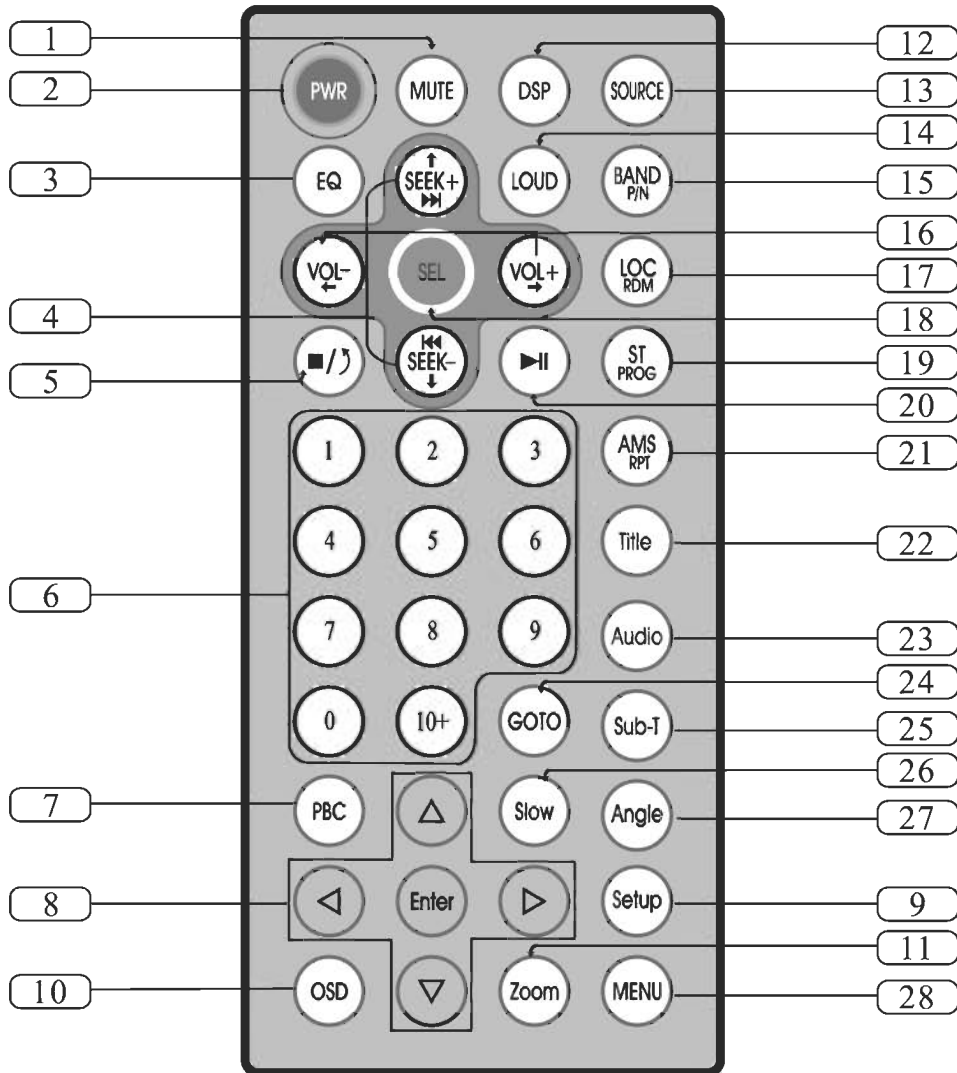 1
12
2
PWR
MUTE
DSP
SOURCE
13
14
3
EQ
SEEK+
LOUD
BAND
P/N
15
16
VOL-
SEL
VOL+
LOC
RDM
17
4
18
5
■/
SEEK-
ST
PROG
19
20
1
2
3
AMS
RPT
21
4
5
6
Title
22
6
7
8
9
Audio
23
24
0
10+
GOTO
Sub-T
25
26
7
PBC
Slow
Angle
27
8
Enter
Setup
9
11
10
OSD
Zoom
MENU
28